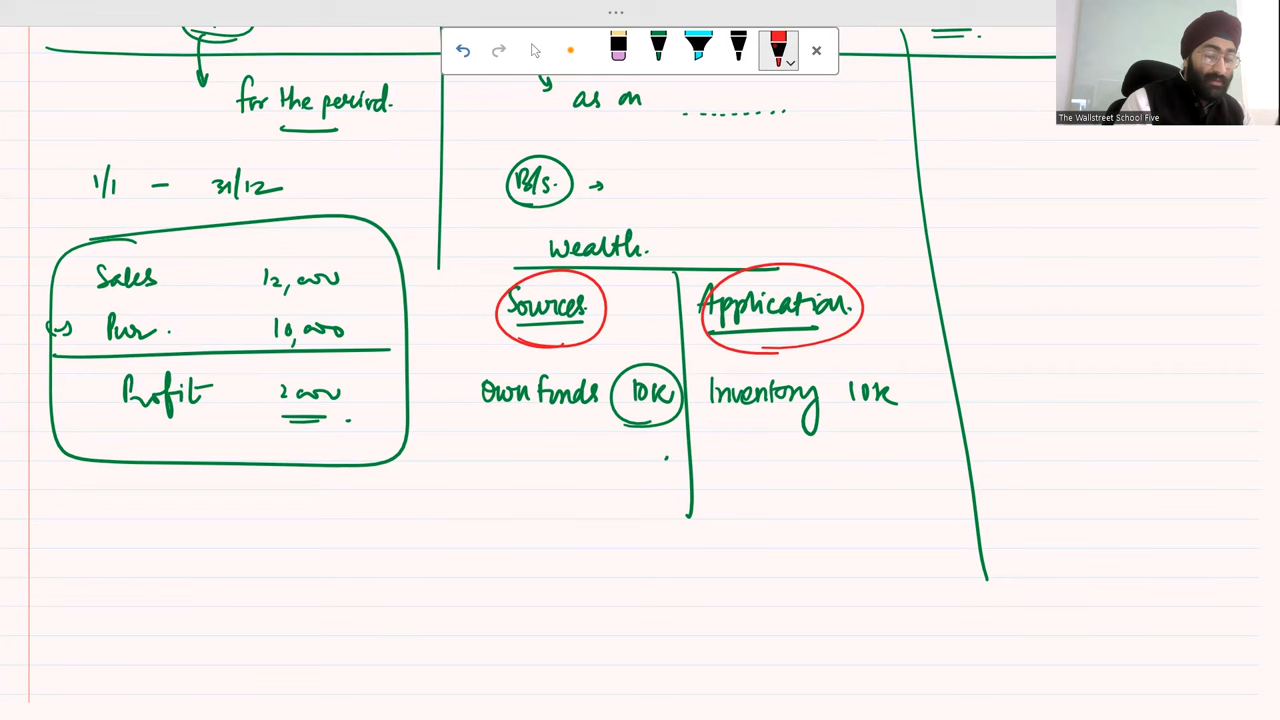 for the period.
1/1 - 31/12
Sales 12,000
(-) Pur. 10,000
Profit 2000
as on .........
B/s. →
Wealth.
Sources Application.
Own funds 10K Inventory 10K
The Wallstreet School Five